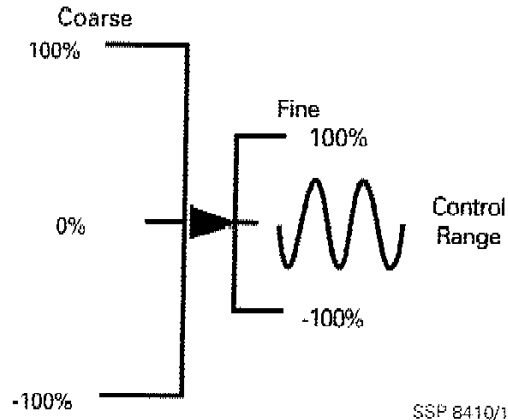 Coarse
100%
Fine
100%
0%
Control
Range
-100%
-100%
SSP 8410/1